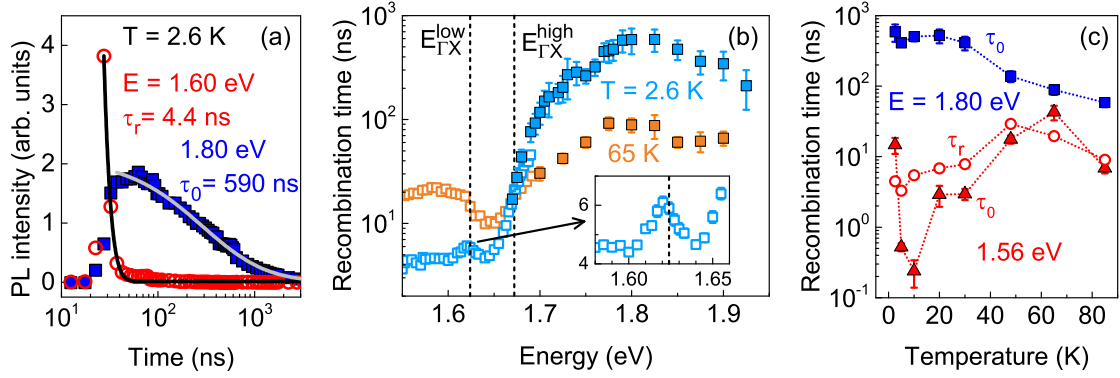 (a)
T = 2.6 K
E = 1.60 eV
τr= 4.4 ns
1.80 eV
τ0= 590 ns
PL intensity (arb. units)
0
1
2
3
4
10^1
10^2
10^3
Time (ns)
(b)
E_ΓX^low
E_ΓX^high
T = 2.6 K
65 K
Recombination time (ns)
10^3
10^2
10^1
1.6
1.7
1.8
1.9
Energy (eV)
4
6
1.60
1.65
(c)
τ0
E = 1.80 eV
τr
τ0
1.56 eV
Recombination time (ns)
10^3
10^2
10^1
10^0
10^-1
0
20
40
60
80
Temperature (K)